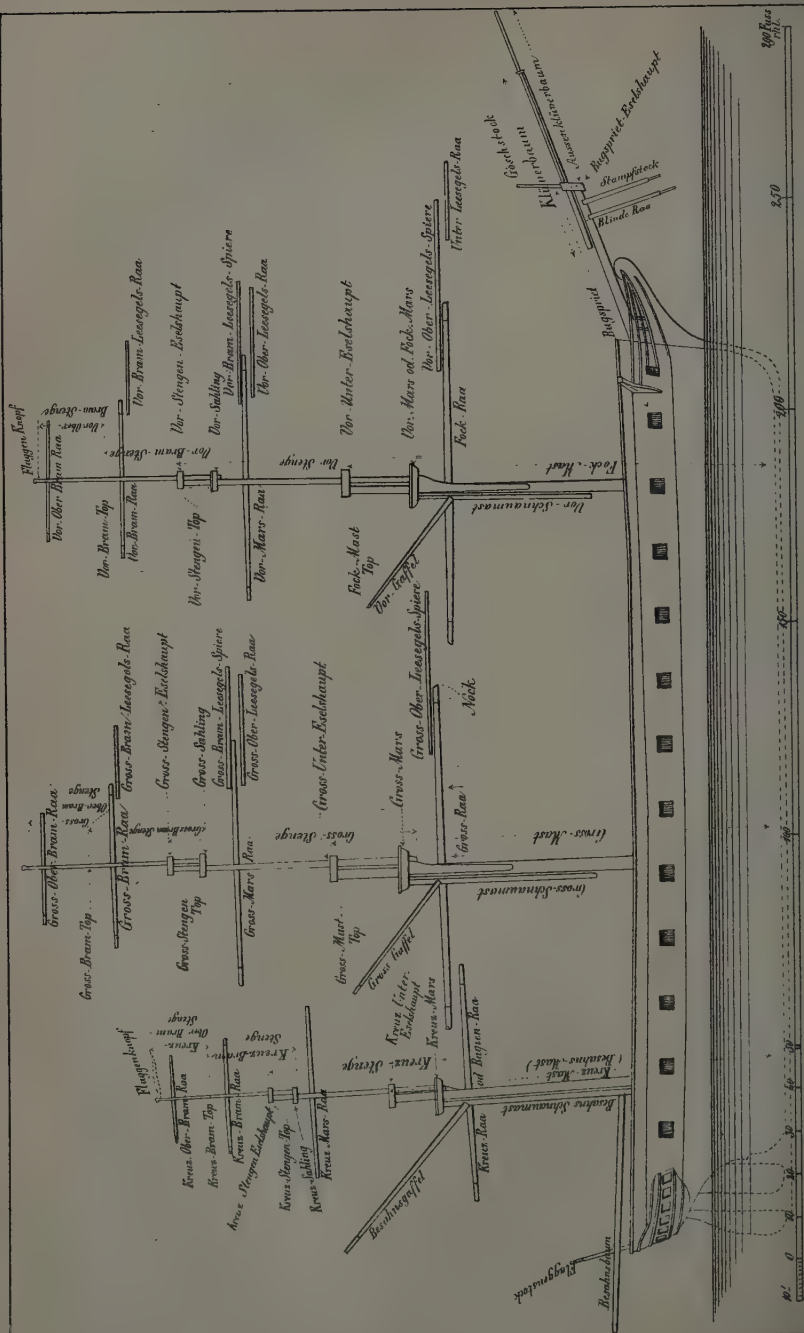 Flaggenknopf
Kreuz-
Ober Bram
Stenge
Kreuz-Ober-Bram-Raa
Kreuz-Bram-Top
Kreuz-Bram-Raa
Kreuz-Bram-
Stenge
Kreuz Stengen Eselshaupt
Kreuz-Stengen-Top
Kreuz-Sahling
Kreuz-Mars-Raa
Kreuz-Stenge
Kreuz Unter-
Eselshaupt
Kreuz-Mars
Kreuz-Raa
od Baguen-Raa
Besahnsgaffel
Besahns Schnaumast
Kreuz-Mast
(Besahns-Mast)
Flaggenstock
Besahnsbaum
Gross-Ober-Bram-Raa
Gross-
Ober-Bram
Stenge
Gross-Bram-Top
Gross-Bram-Raa
Gross-Bram-Leesegels-Raa
Gross-Bram Stenge
Gross-Stengen-Eselshaupt
Gross-Stengen
Top
Gross-Sahling
Gross-Bram-Leesegels-Spiere
Gross-Mars Raa
Gross-Ober-Leesegels-Raa
Gross-Stenge
Gross-Unter-Eselshaupt
Gross-Mast-
Top
Gross-Mars
Gross Gaffel
Gross-Ober-Leesegels-Spiere
Gross-Raa
Nock
Gross-Schnaumast
Gross-Mast
Flaggen Knopf
Vor Ober Bram Raa
Vor-Ober-
Bram-Stenge
Vor-Bram-Top
Vor-Bram-Raa
Vor-Bram-Leesegels-Raa
Vor-Bram-Stenge
Vor-Stengen-Eselshaupt
Vor-Stengen-Top
Vor-Sahling
Vor-Bram-Leesegels-Spiere
Vor-Mars-Raa
Vor-Ober-Leesegels-Raa
Vor Stenge
Vor-Unter-Eselshaupt
Fock-Mast
Top
Vor. Mars od Fock. Mars
Vor-Gaffel
Vor-Ober-Leesegels-Spiere
Fock-Raa
Unter Leesegels-Raa
Vor-Schnaumast
Fock-Mast
Göschstock
Klüverbaum
Aussenklüverbaum
Bugspriet-Eselshaupt
Stampfstock
Blinde Raa
Bugspriet
10' 0 10 20 30 40 50 100 150 200 250 290 Fuss
rhl.